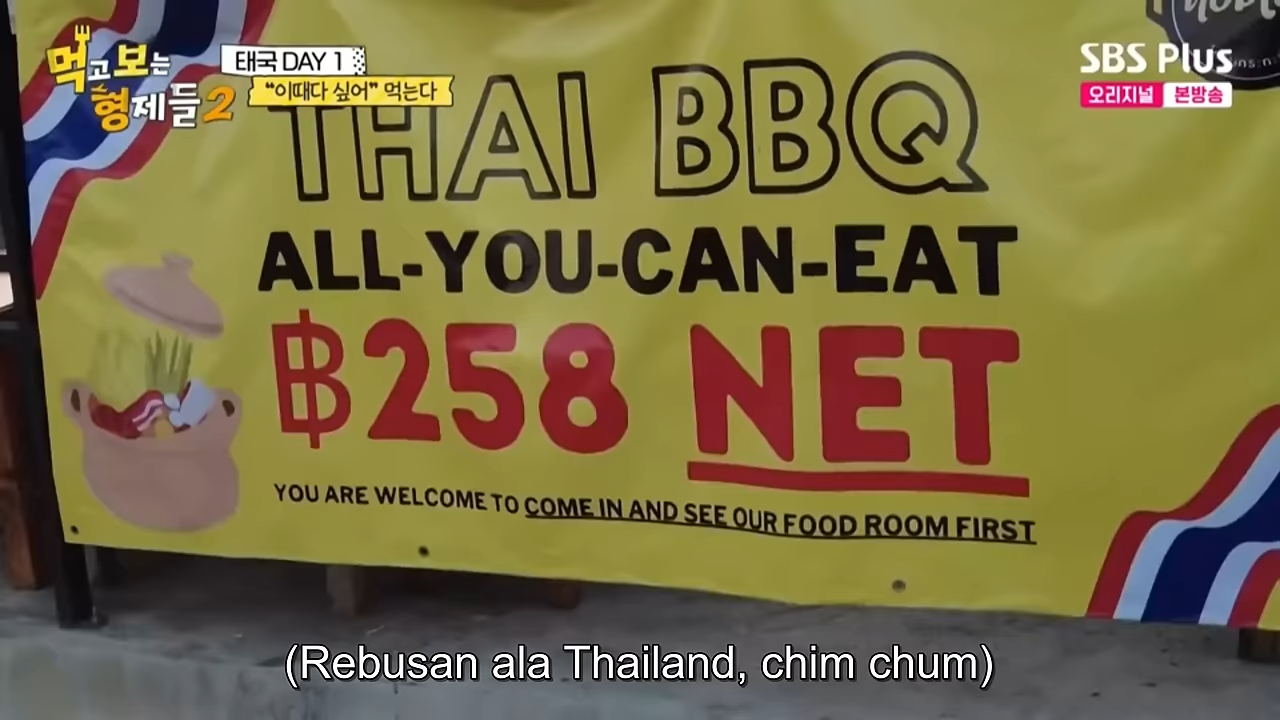 먹고 보는
형제들2
태국 DAY 1
"이때다 싶어" 먹는다
SBS Plus
오리지널 본방송
THAI BBQ
ALL-YOU-CAN-EAT
฿258 NET
YOU ARE WELCOME TO COME IN AND SEE OUR FOOD ROOM FIRST
(Rebusan ala Thailand, chim chum)